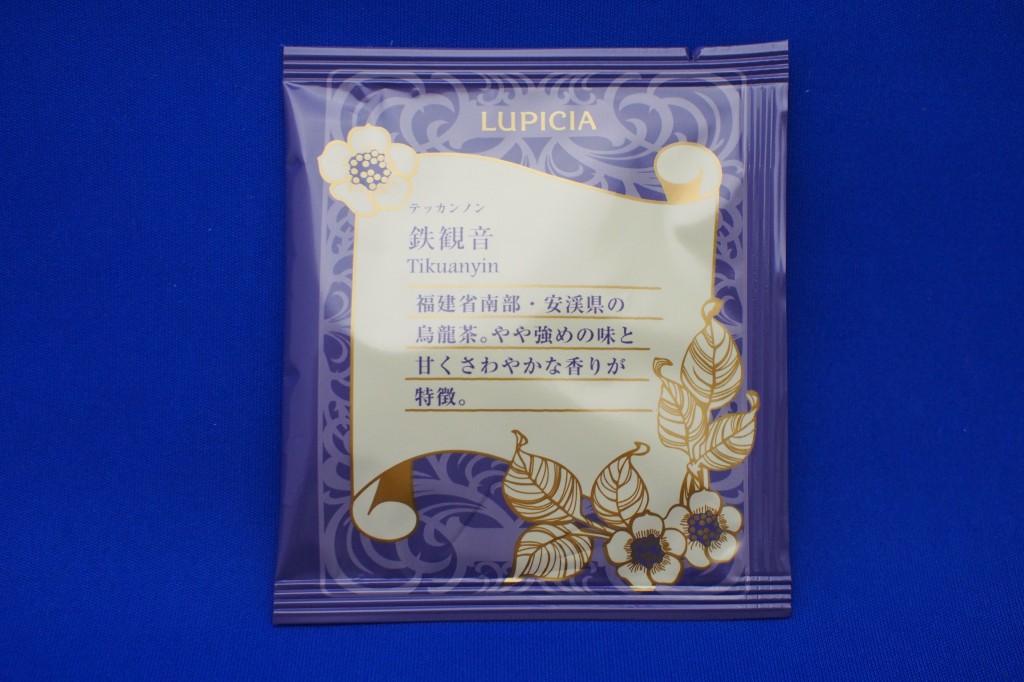 LUPICIA
テッカンノン
鉄観音
Tikuanyin
福建省南部・安渓県の
烏龍茶。やや強めの味と
甘くさわやかな香りが
特徴。